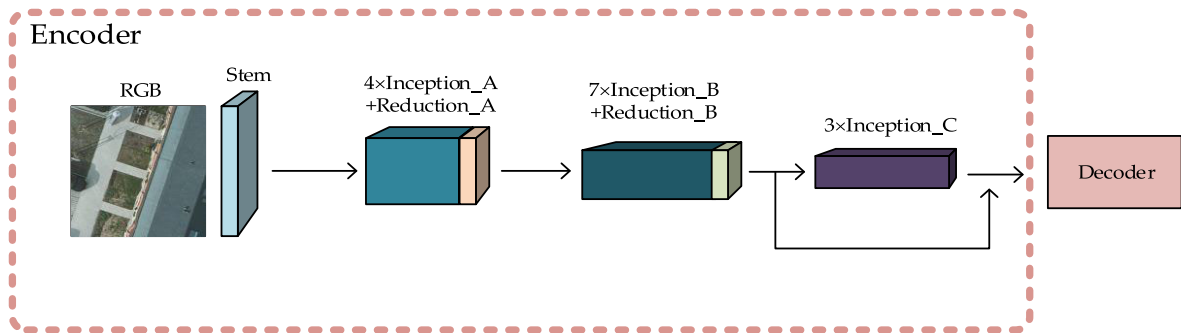 Encoder
RGB
Stem
4×Inception_A
+Reduction_A
7×Inception_B
+Reduction_B
3×Inception_C
Decoder